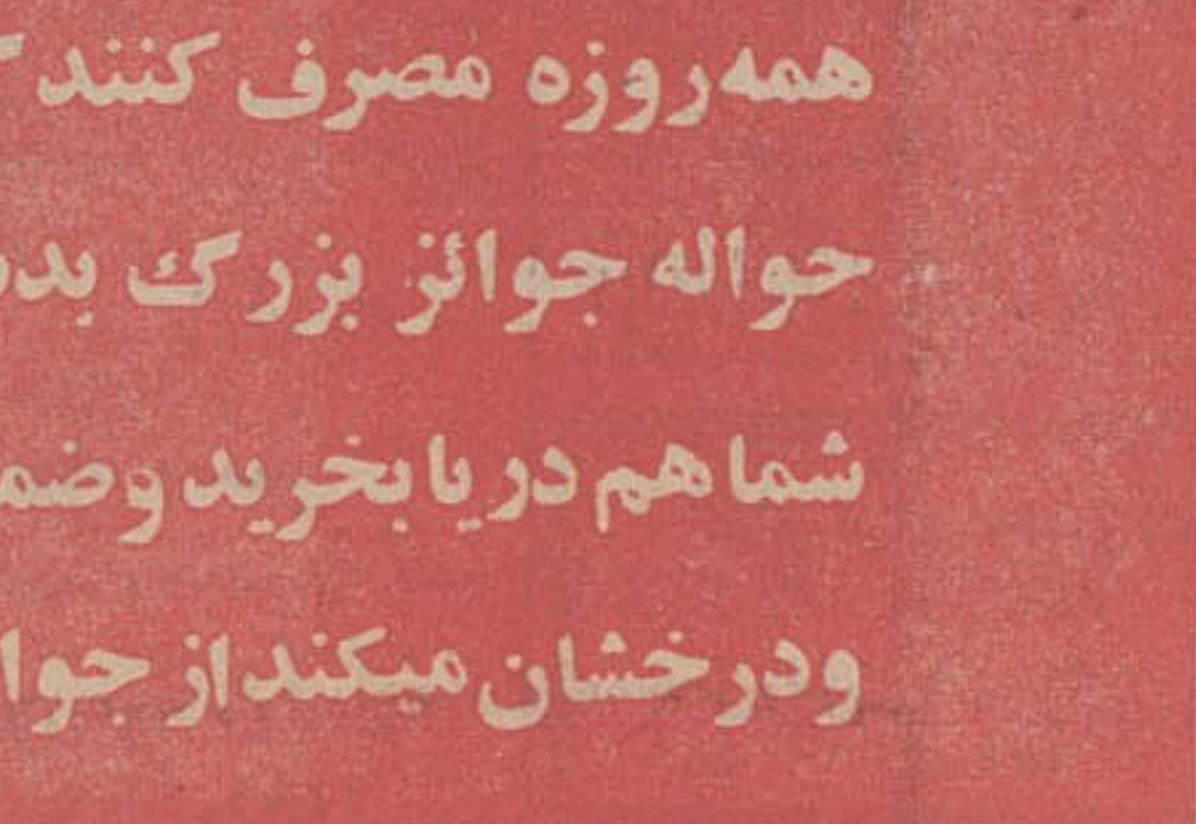 همه‌روزه مصرف کنند
حواله جوائز بزرگ
شما هم دریا بخرید
ودرخشان میکند از